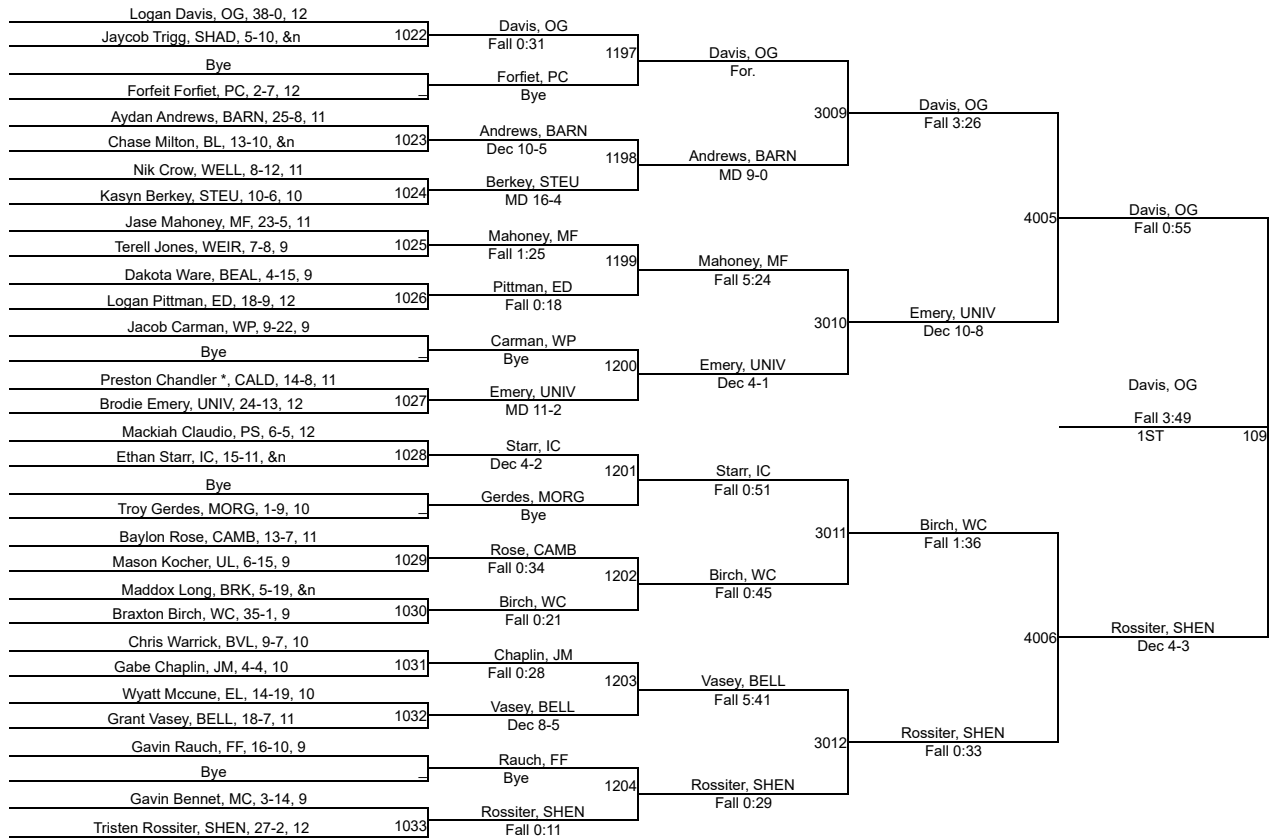 Logan Davis, OG, 38-0, 12
Jaycob Trigg, SHAD, 5-10, &n
1022
Bye
Forfeit Forfiet, PC, 2-7, 12
_
Aydan Andrews, BARN, 25-8, 11
Chase Milton, BL, 13-10, &n
1023
Nik Crow, WELL, 8-12, 11
Kasyn Berkey, STEU, 10-6, 10
1024
Jase Mahoney, MF, 23-5, 11
Terell Jones, WEIR, 7-8, 9
1025
Dakota Ware, BEAL, 4-15, 9
Logan Pittman, ED, 18-9, 12
1026
Jacob Carman, WP, 9-22, 9
Bye
_
Preston Chandler *, CALD, 14-8, 11
Brodie Emery, UNIV, 24-13, 12
1027
Mackiah Claudio, PS, 6-5, 12
Ethan Starr, IC, 15-11, &n
1028
Bye
Troy Gerdes, MORG, 1-9, 10
_
Baylon Rose, CAMB, 13-7, 11
Mason Kocher, UL, 6-15, 9
1029
Maddox Long, BRK, 5-19, &n
Braxton Birch, WC, 35-1, 9
1030
Chris Warrick, BVL, 9-7, 10
Gabe Chaplin, JM, 4-4, 10
1031
Wyatt Mccune, EL, 14-19, 10
Grant Vasey, BELL, 18-7, 11
1032
Gavin Rauch, FF, 16-10, 9
Bye
_
Gavin Bennet, MC, 3-14, 9
Tristen Rossiter, SHEN, 27-2, 12
1033
Davis, OG
Fall 0:31
1197
Forfiet, PC
Bye
Andrews, BARN
Dec 10-5
1198
Berkey, STEU
MD 16-4
Mahoney, MF
Fall 1:25
1199
Pittman, ED
Fall 0:18
Carman, WP
Bye
1200
Emery, UNIV
MD 11-2
Starr, IC
Dec 4-2
1201
Gerdes, MORG
Bye
Rose, CAMB
Fall 0:34
1202
Birch, WC
Fall 0:21
Chaplin, JM
Fall 0:28
1203
Vasey, BELL
Dec 8-5
Rauch, FF
Bye
1204
Rossiter, SHEN
Fall 0:11
Davis, OG
For.
3009
Andrews, BARN
MD 9-0
Mahoney, MF
Fall 5:24
3010
Emery, UNIV
Dec 4-1
Starr, IC
Fall 0:51
3011
Birch, WC
Fall 0:45
Vasey, BELL
Fall 5:41
3012
Rossiter, SHEN
Fall 0:29
Davis, OG
Fall 3:26
4005
Emery, UNIV
Dec 10-8
Birch, WC
Fall 1:36
4006
Rossiter, SHEN
Fall 0:33
Davis, OG
Fall 0:55
Davis, OG
Fall 3:49
1ST
109
Rossiter, SHEN
Dec 4-3